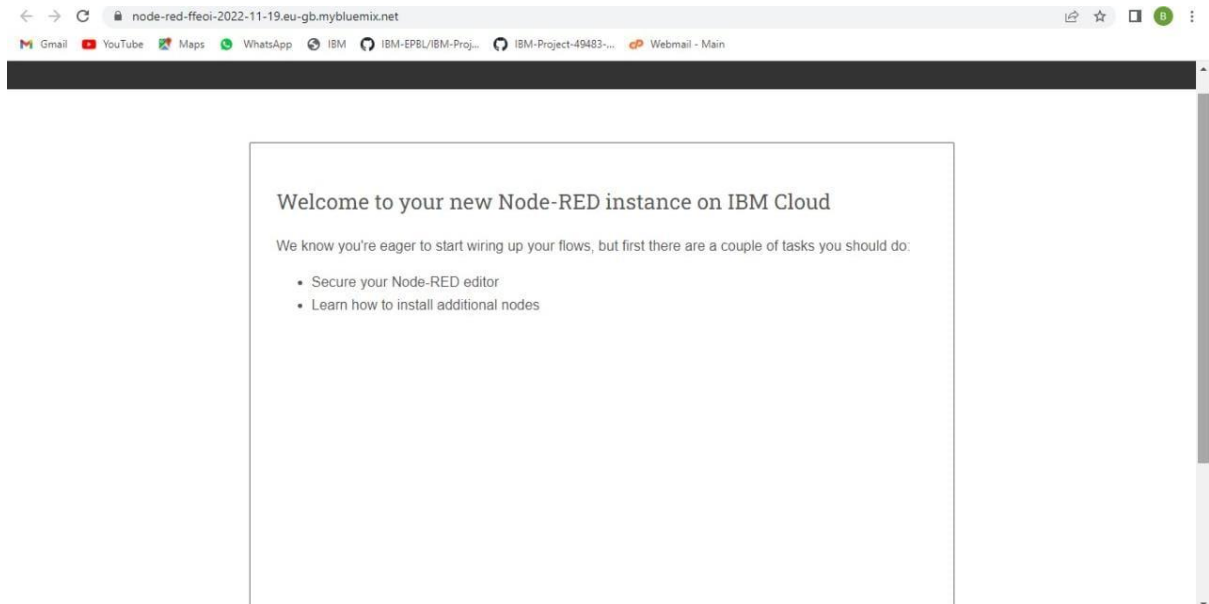 node-red-ffeoi-2022-11-19.eu-gb.mybluemix.net
B
Gmail YouTube Maps WhatsApp IBM IBM-EPBL/IBM-Proj... IBM-Project-49483-... cP Webmail - Main
Welcome to your new Node-RED instance on IBM Cloud
We know you're eager to start wiring up your flows, but first there are a couple of tasks you should do:
• Secure your Node-RED editor
• Learn how to install additional nodes